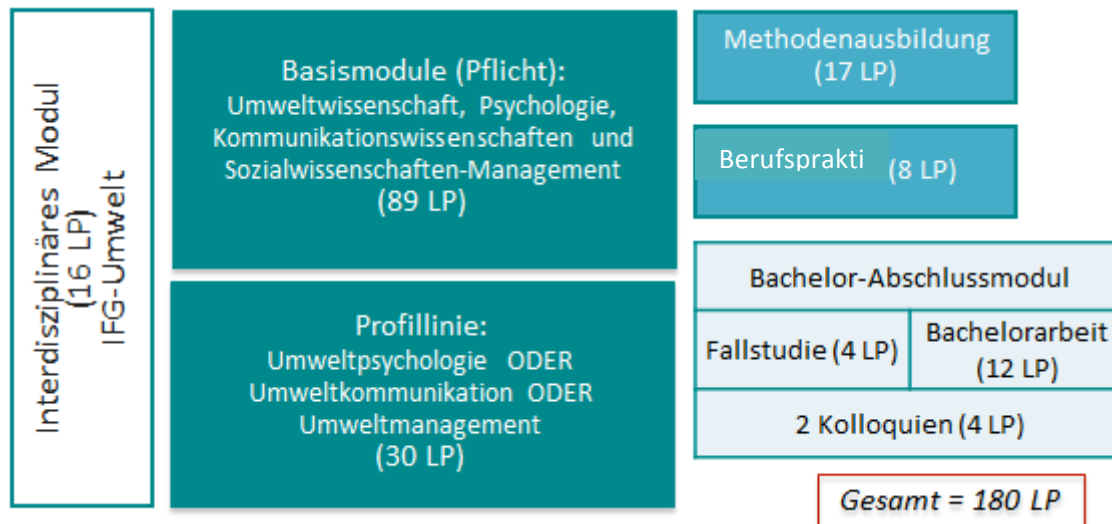 Interdisziplinäres Modul
(16 LP)
IFG-Umwelt
Basismodule (Pflicht):
Umweltwissenschaft, Psychologie,
Kommunikationswissenschaften und
Sozialwissenschaften-Management
(89 LP)
Profillinie:
Umweltpsychologie ODER
Umweltkommunikation ODER
Umweltmanagement
(30 LP)
Methodenausbildung
(17 LP)
Berufsprakti (8 LP)
Bachelor-Abschlussmodul
Fallstudie (4 LP)
Bachelorarbeit
(12 LP)
2 Kolloquien (4 LP)
Gesamt = 180 LP